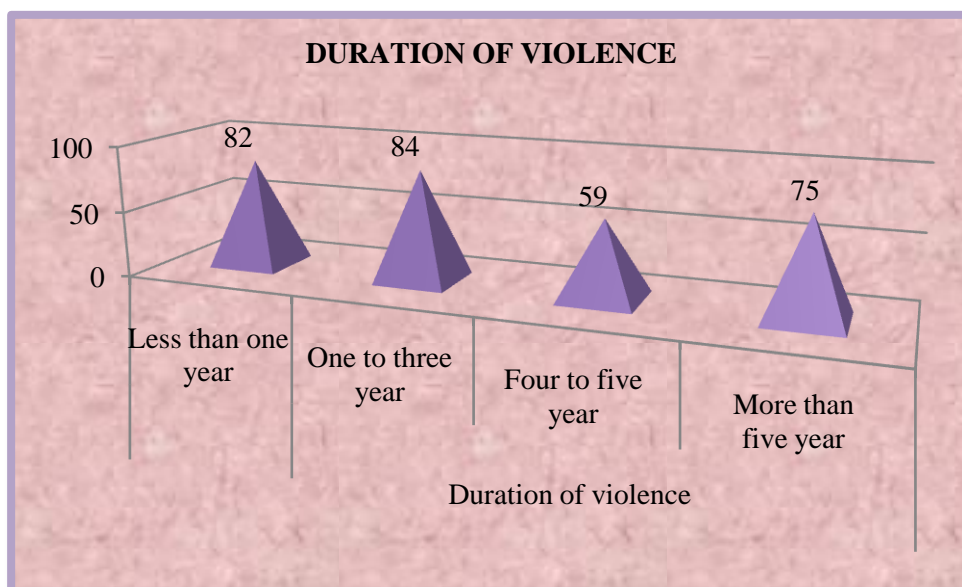 DURATION OF VIOLENCE
100
50
0
82
84
59
75
Less than one
year
One to three
year
Four to five
year
More than
five year
Duration of violence